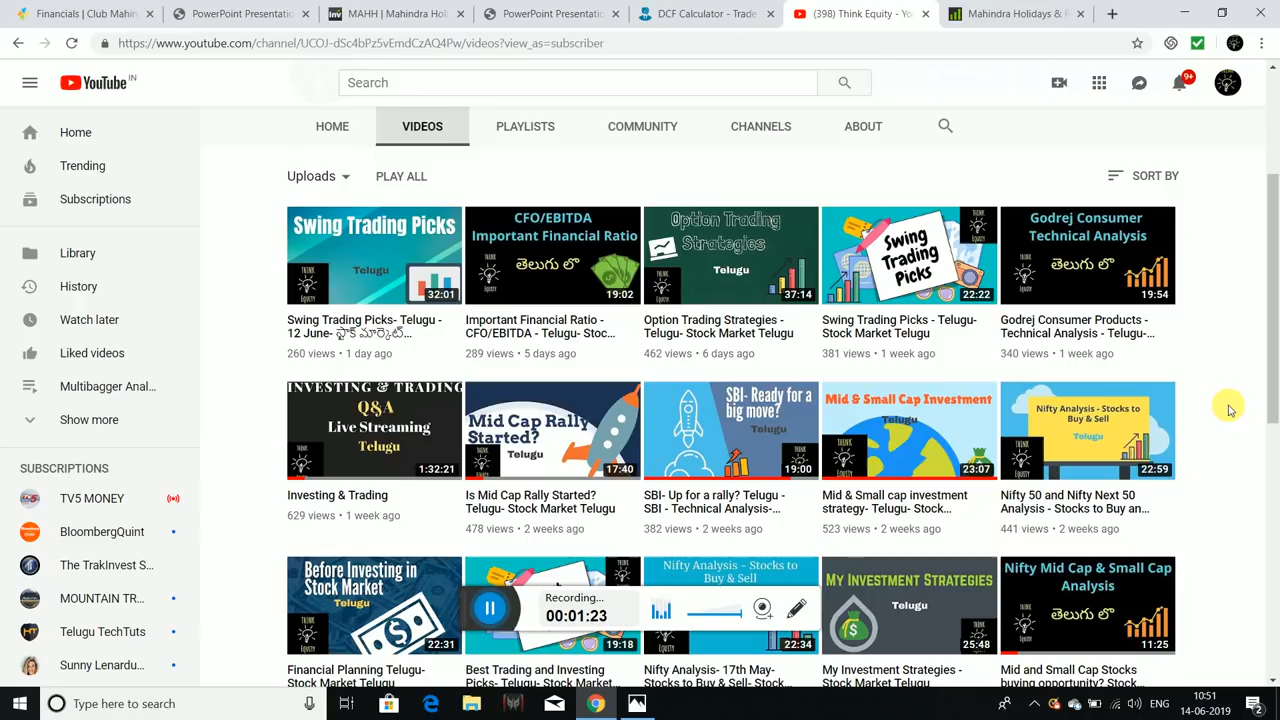 Financials | Club Mahin
PowerPoint Presentatio
MAHH | Mahindra Hol
PowerPoint Presentatio
DCF Calculator - Trade
(398) Think Equity - Yo
Mahindra Holidays &
https://www.youtube.com/channel/UCOJ-dSc4bPz5vEmdCzAQ4Pw/videos?view_as=subscriber
YouTube IN
Search
9+
HOME
VIDEOS
PLAYLISTS
COMMUNITY
CHANNELS
ABOUT
Home
Trending
Subscriptions
Library
History
Watch later
Liked videos
Multibagger Anal...
Show more
SUBSCRIPTIONS
TV5 MONEY
BloombergQuint
The TrakInvest S...
MOUNTAIN TR...
Telugu TechTuts
Sunny Lenardu...
Uploads
PLAY ALL
SORT BY
Swing Trading Picks
Telugu
THINK
EQUITY
32:01
CFO/EBITDA
Important Financial Ratio
తెలుగు లో
19:02
Option Trading
Strategies
Telugu
37:14
Swing
Trading
Picks
22:22
Godrej Consumer
Technical Analysis
తెలుగు లో
19:54
Swing Trading Picks- Telugu -
12 June- స్టాక్ మార్కెట్...
260 views • 1 day ago
Important Financial Ratio -
CFO/EBITDA - Telugu- Stoc...
289 views • 5 days ago
Option Trading Strategies -
Telugu- Stock Market Telugu
462 views • 6 days ago
Swing Trading Picks - Telugu-
Stock Market Telugu
381 views • 1 week ago
Godrej Consumer Products -
Technical Analysis - Telugu-...
340 views • 1 week ago
INVESTING & TRADING
Q&A
Live Streaming
Telugu
1:32:21
Mid Cap Rally
Started?
Telugu
17:40
SBI- Ready for a
big move?
Telugu
19:00
Mid & Small Cap Investment
Telugu
23:07
Nifty Analysis - Stocks to
Buy & Sell
Telugu
22:59
Investing & Trading
629 views • 1 week ago
Is Mid Cap Rally Started?
Telugu- Stock Market Telugu
478 views • 2 weeks ago
SBI- Up for a rally? Telugu -
SBI - Technical Analysis-...
382 views • 2 weeks ago
Mid & Small cap investment
strategy- Telugu- Stock...
523 views • 2 weeks ago
Nifty 50 and Nifty Next 50
Analysis - Stocks to Buy an...
441 views • 2 weeks ago
Before Investing in
Stock Market
Telugu
22:31
19:18
Nifty Analysis - Stocks to
Buy & Sell
22:34
MY INVESTMENT STRATEGIES
Telugu
25:48
Nifty Mid Cap & Small Cap
Analysis
తెలుగు లో
11:25
Recording...
00:01:23
Financial Planning Telugu-
Stock Market Telugu
Best Trading and Investing
Picks- Telugu- Stock Market
Nifty Analysis- 17th May-
Stocks to Buy & Sell- Stock
My Investment Strategies -
Stock Market Telugu
Mid and Small Cap Stocks
buying opportunity? Stock
Type here to search
ENG
10:51
14-06-2019
2